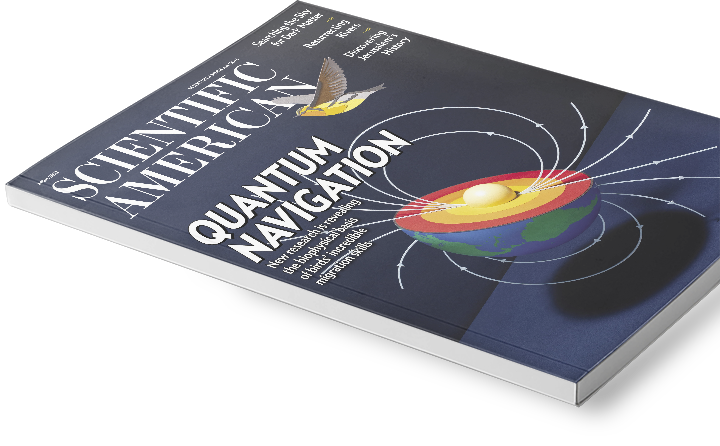 Searching the Sky
for Dark Matter
Resurrecting
Rivers
Discovering
Jerusalem's
History
SCIENTIFIC
AMERICAN
QUANTUM
NAVIGATION
New research is revealing
the biophysical basis
of birds' incredible
migration skills